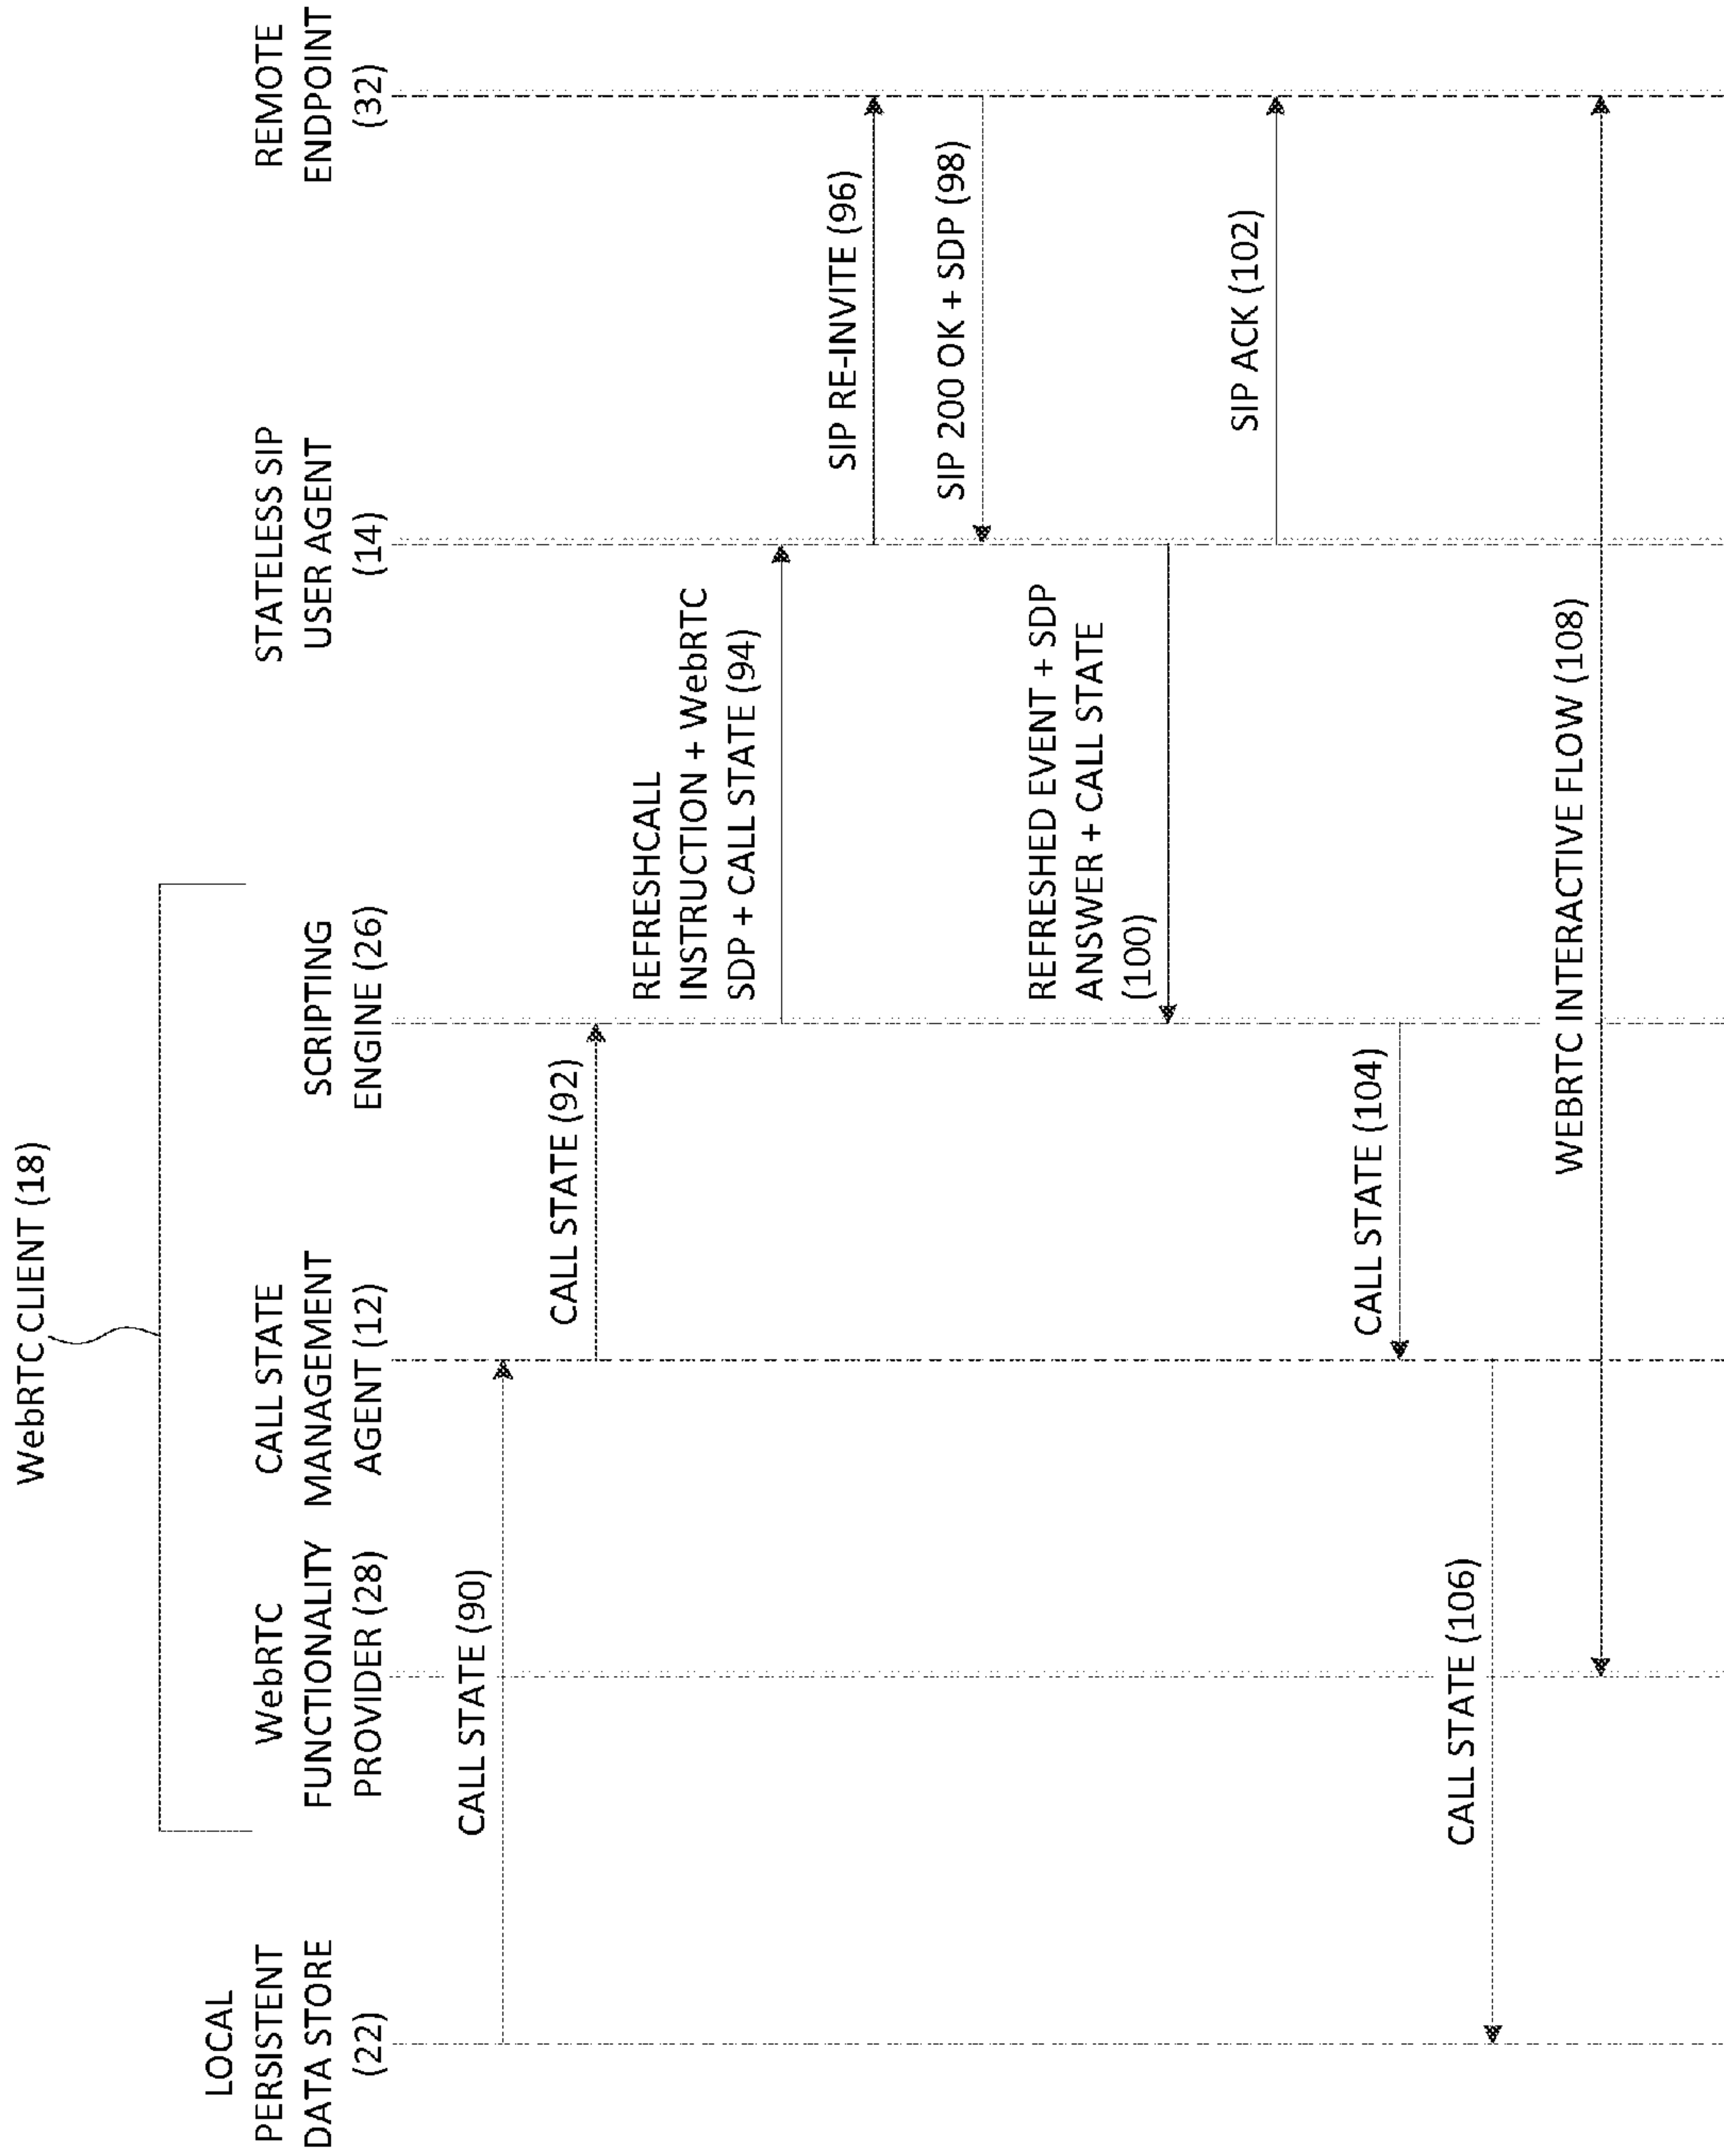 WebRTC CLIENT (18)
LOCAL
PERSISTENT
DATA STORE
(22)
WebRTC
FUNCTIONALITY
PROVIDER (28)
CALL STATE
MANAGEMENT
AGENT (12)
SCRIPTING
ENGINE (26)
STATELESS SIP
USER AGENT
(14)
REMOTE
ENDPOINT
(32)
CALL STATE (90)
CALL STATE (92)
REFRESHCALL
INSTRUCTION + WebRTC
SDP + CALL STATE (94)
SIP RE-INVITE (96)
SIP 200 OK + SDP (98)
REFRESHED EVENT + SDP
ANSWER + CALL STATE
(100)
SIP ACK (102)
CALL STATE (104)
CALL STATE (106)
WEBRTC INTERACTIVE FLOW (108)